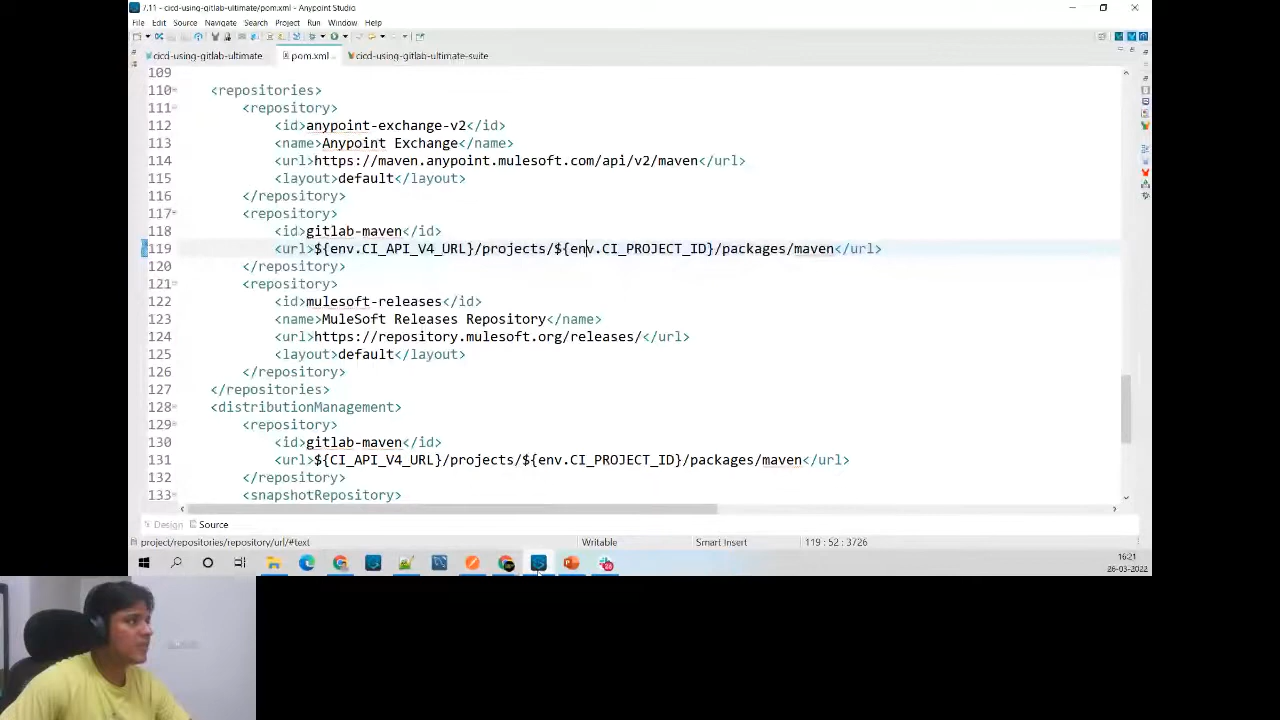 7.11 - cicd-using-gitlab-ultimate/pom.xml - Anypoint Studio
File Edit Source Navigate Search Project Run Window Help
cicd-using-gitlab-ultimate pom.xml cicd-using-gitlab-ultimate-suite
109
110 <repositories>
111 <repository>
112 <id>anypoint-exchange-v2</id>
113 <name>Anypoint Exchange</name>
114 <url>https://maven.anypoint.mulesoft.com/api/v2/maven</url>
115 <layout>default</layout>
116 </repository>
117 <repository>
118 <id>gitlab-maven</id>
119 <url>${env.CI_API_V4_URL}/projects/${env.CI_PROJECT_ID}/packages/maven</url>
120 </repository>
121 <repository>
122 <id>mulesoft-releases</id>
123 <name>MuleSoft Releases Repository</name>
124 <url>https://repository.mulesoft.org/releases/</url>
125 <layout>default</layout>
126 </repository>
127 </repositories>
128 <distributionManagement>
129 <repository>
130 <id>gitlab-maven</id>
131 <url>${CI_API_V4_URL}/projects/${env.CI_PROJECT_ID}/packages/maven</url>
132 </repository>
133 <snapshotRepository>
Design Source
project/repositories/repository/url/#text Writable Smart Insert 119 : 52 : 3726
16:21
26-03-2022